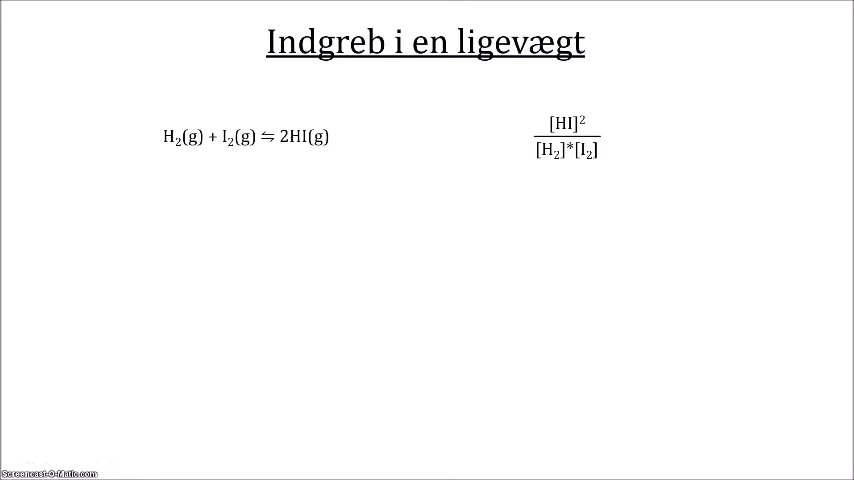 Indgreb i en ligevægt
H₂(g) + I₂(g) ⇋ 2HI(g)
[HI]²
[H₂]*[I₂]
Screencast-O-Matic.com